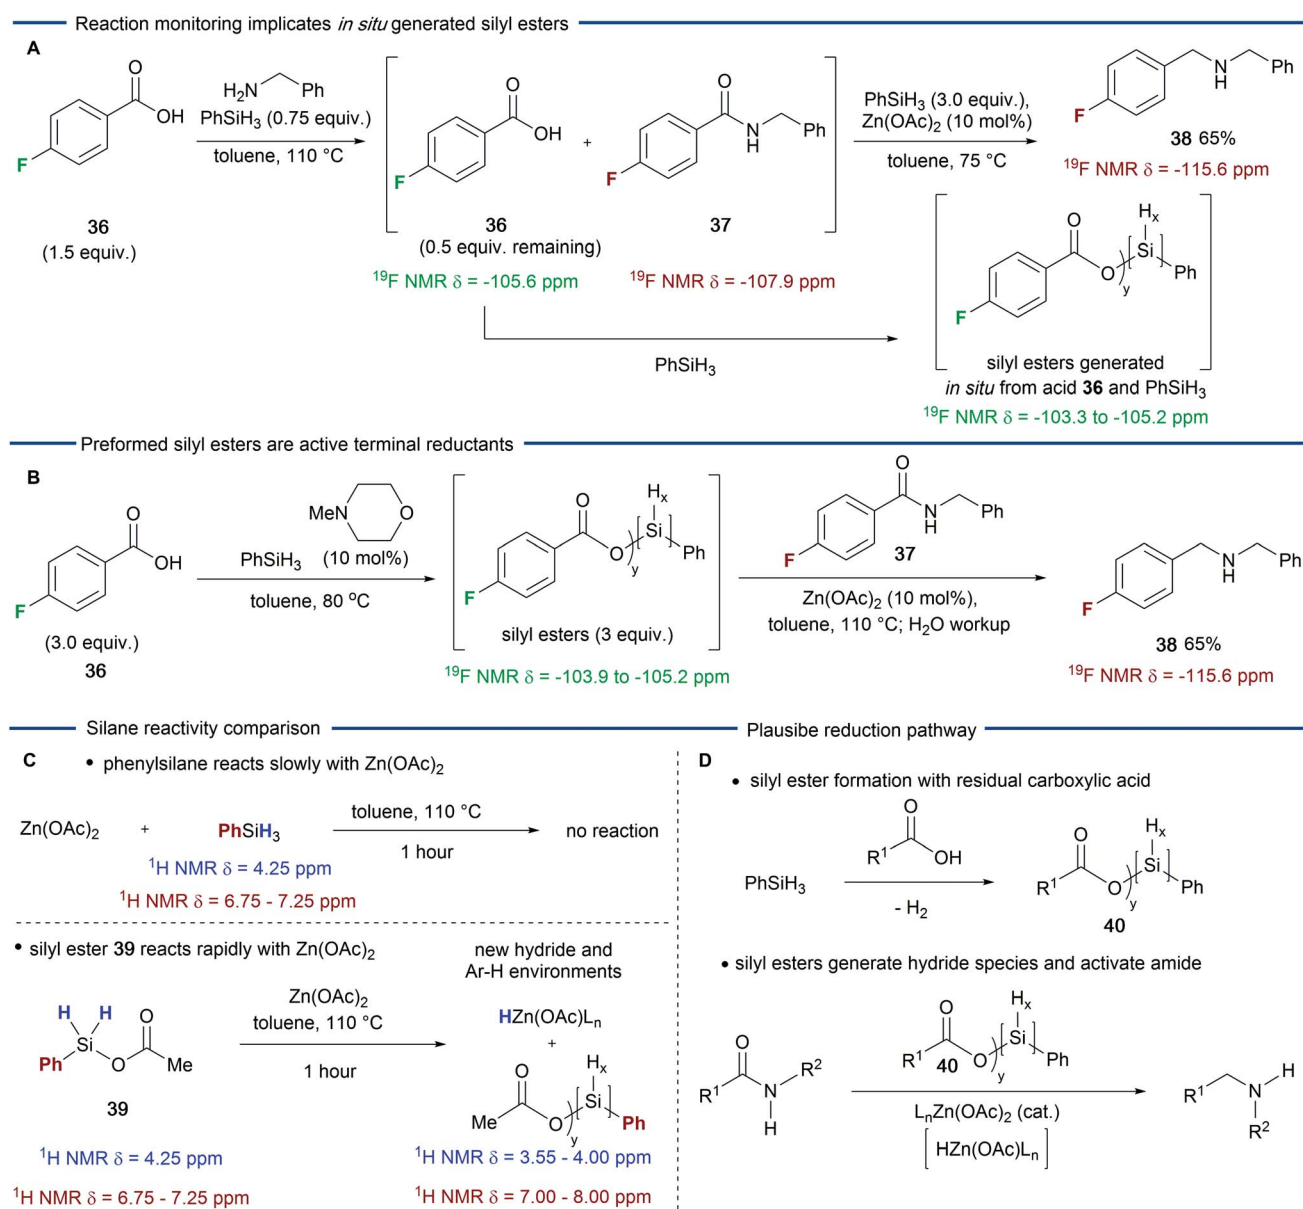 Reaction monitoring implicates in situ generated silyl esters
A
O
OH
F
36
(1.5 equiv.)
H2N Ph
PhSiH3 (0.75 equiv.)
toluene, 110 °C
O
OH
F
36
(0.5 equiv. remaining)
19F NMR δ = -105.6 ppm
+
O
N
H
Ph
F
37
19F NMR δ = -107.9 ppm
PhSiH3 (3.0 equiv.),
Zn(OAc)2 (10 mol%)
toluene, 75 °C
N
H
Ph
F
38 65%
19F NMR δ = -115.6 ppm
PhSiH3
O
Hx
O
Si
y
Ph
F
silyl esters generated
in situ from acid 36 and PhSiH3
19F NMR δ = -103.3 to -105.2 ppm
Preformed silyl esters are active terminal reductants
B
O
OH
F
(3.0 equiv.)
36
MeN O
PhSiH3 (10 mol%)
toluene, 80 oC
O
Hx
O
Si
y
Ph
F
silyl esters (3 equiv.)
19F NMR δ = -103.9 to -105.2 ppm
O
N
H
Ph
F
37
Zn(OAc)2 (10 mol%),
toluene, 110 °C; H2O workup
N
H
Ph
F
38 65%
19F NMR δ = -115.6 ppm
Silane reactivity comparison
C
• phenylsilane reacts slowly with Zn(OAc)2
Zn(OAc)2 + PhSiH3
toluene, 110 °C
1 hour
no reaction
1H NMR δ = 4.25 ppm
1H NMR δ = 6.75 - 7.25 ppm
• silyl ester 39 reacts rapidly with Zn(OAc)2
H H
O
Si
Ph
O
Me
39
1H NMR δ = 4.25 ppm
1H NMR δ = 6.75 - 7.25 ppm
Zn(OAc)2
toluene, 110 °C
1 hour
new hydride and
Ar-H environments
HZn(OAc)Ln
+
O
Hx
Me
O
Si
y
Ph
1H NMR δ = 3.55 - 4.00 ppm
1H NMR δ = 7.00 - 8.00 ppm
Plausibe reduction pathway
D
• silyl ester formation with residual carboxylic acid
PhSiH3
O
R1
OH
- H2
O
Hx
R1
O
Si
y
Ph
40
• silyl esters generate hydride species and activate amide
O
R1
N
R2
H
O
Hx
R1
40
O
Si
y
Ph
LnZn(OAc)2 (cat.)
HZn(OAc)Ln
R1
N
H
R2